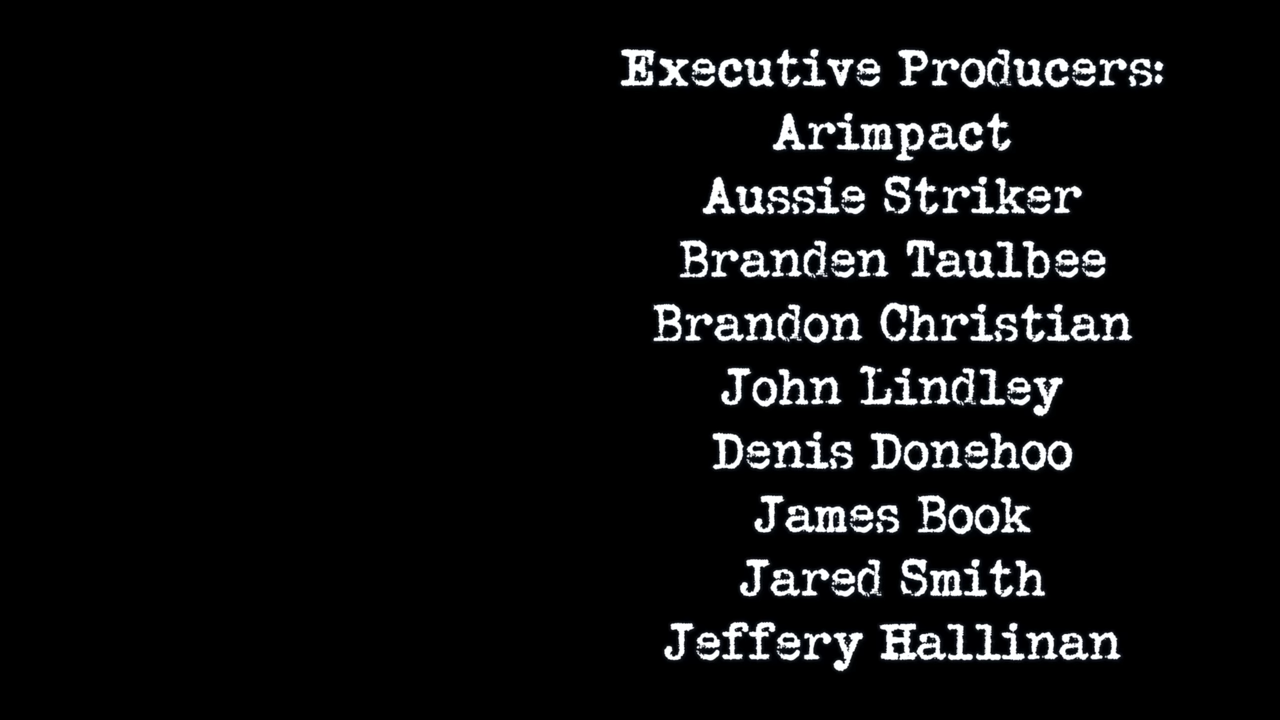 Executive Producers:
Arimpact
Aussie Striker
Branden Taulbee
Brandon Christian
John Lindley
Denis Donehoo
James Book
Jared Smith
Jeffery Hallinan